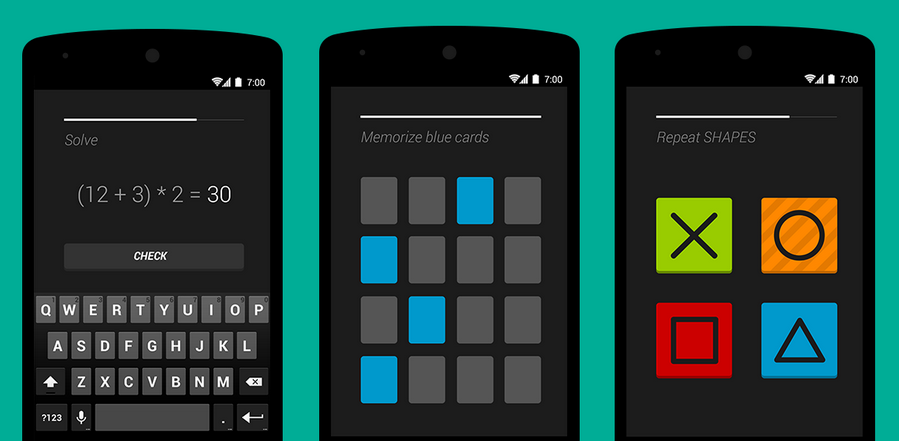 7:00
Solve
(12 + 3) * 2 = 30
CHECK
Q W E R T Y U I O P
A S D F G H J K L
Z X C V B N M
?123 .
7:00
Memorize blue cards
7:00
Repeat SHAPES